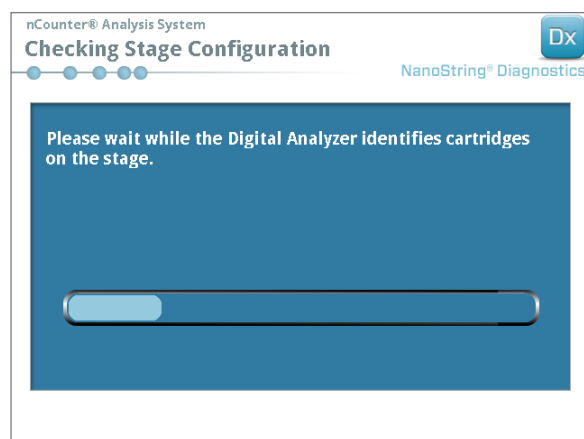 nCounter® Analysis System
Checking Stage Configuration
Dx
NanoString® Diagnostics
Please wait while the Digital Analyzer identifies cartridges
on the stage.